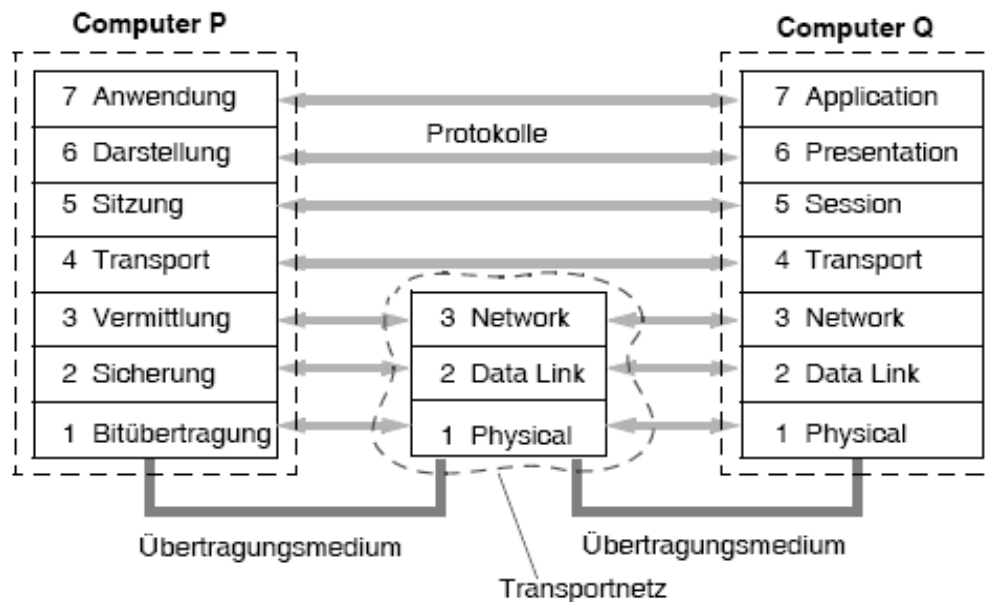 Computer P
Computer Q
7 Anwendung
7 Application
Protokolle
6 Darstellung
6 Presentation
5 Sitzung
5 Session
4 Transport
4 Transport
3 Vermittlung
3 Network
3 Network
2 Sicherung
2 Data Link
2 Data Link
1 Bitübertragung
1 Physical
1 Physical
Übertragungsmedium
Übertragungsmedium
Transportnetz